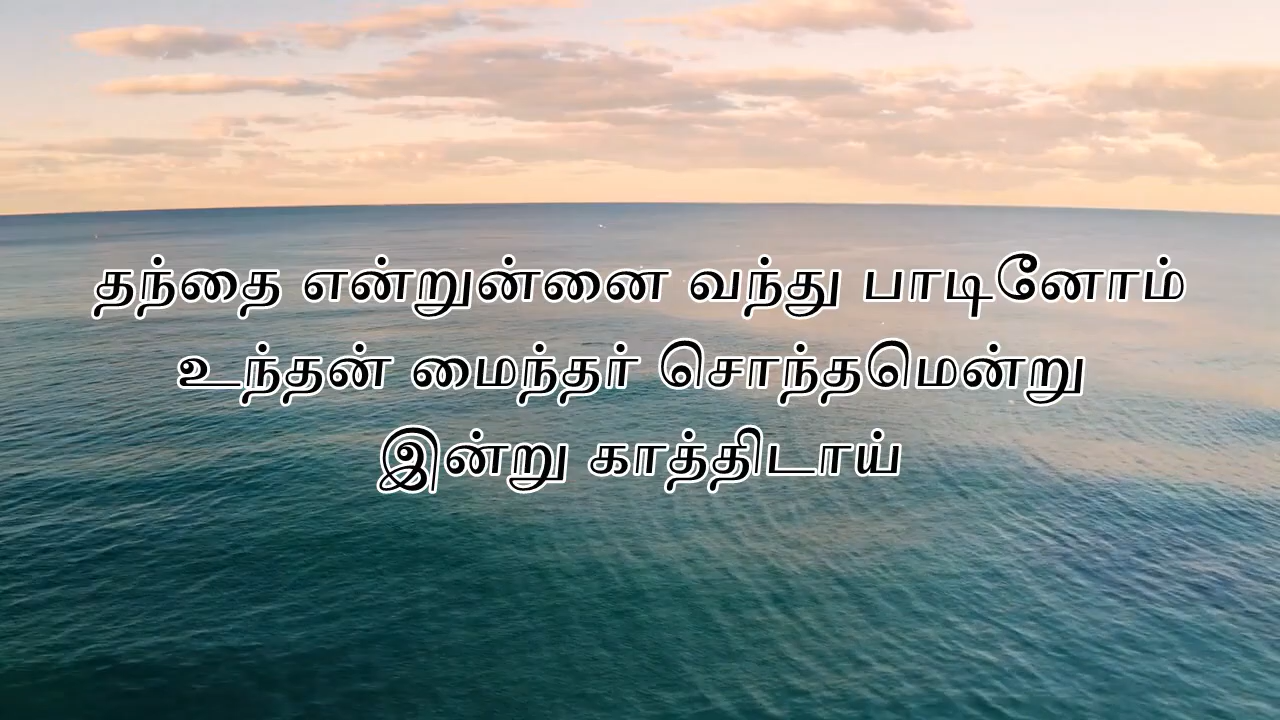 தந்தை என்றுன்னை வந்து பாடினோம்
உந்தன் மைந்தர் சொந்தமென்று
இன்று காத்திடாய்